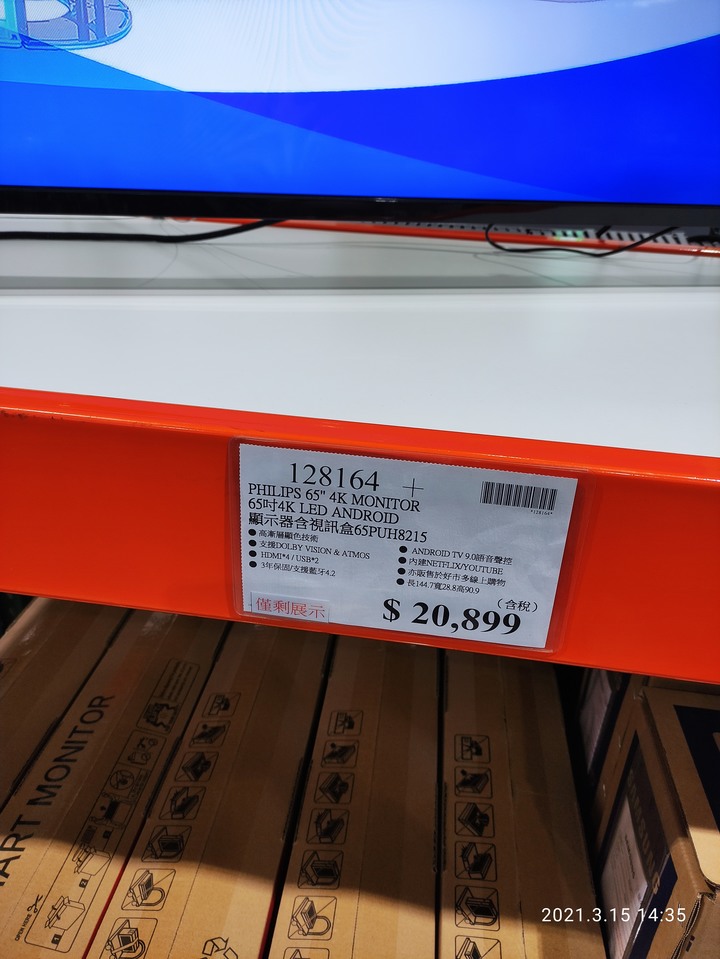 128164 +
PHILIPS 65" 4K MONITOR
65吋4K LED ANDROID
顯示器含視訊盒65PUH8215
● 高漸層顯色技術
● 支援DOLBY VISION & ATMOS
● HDMI*4 / USB*2
● 3年保固/支援藍牙4.2
● ANDROID TV 9.0語音聲控
● 內建NETFLIX/YOUTUBE
● 亦販售於好市多線上購物
● 長144.7寬28.8高90.9
*128164*
僅剩展示
(含稅)
$ 20,899
ART MONITOR
OPEN HERE
2021.3.15 14:35